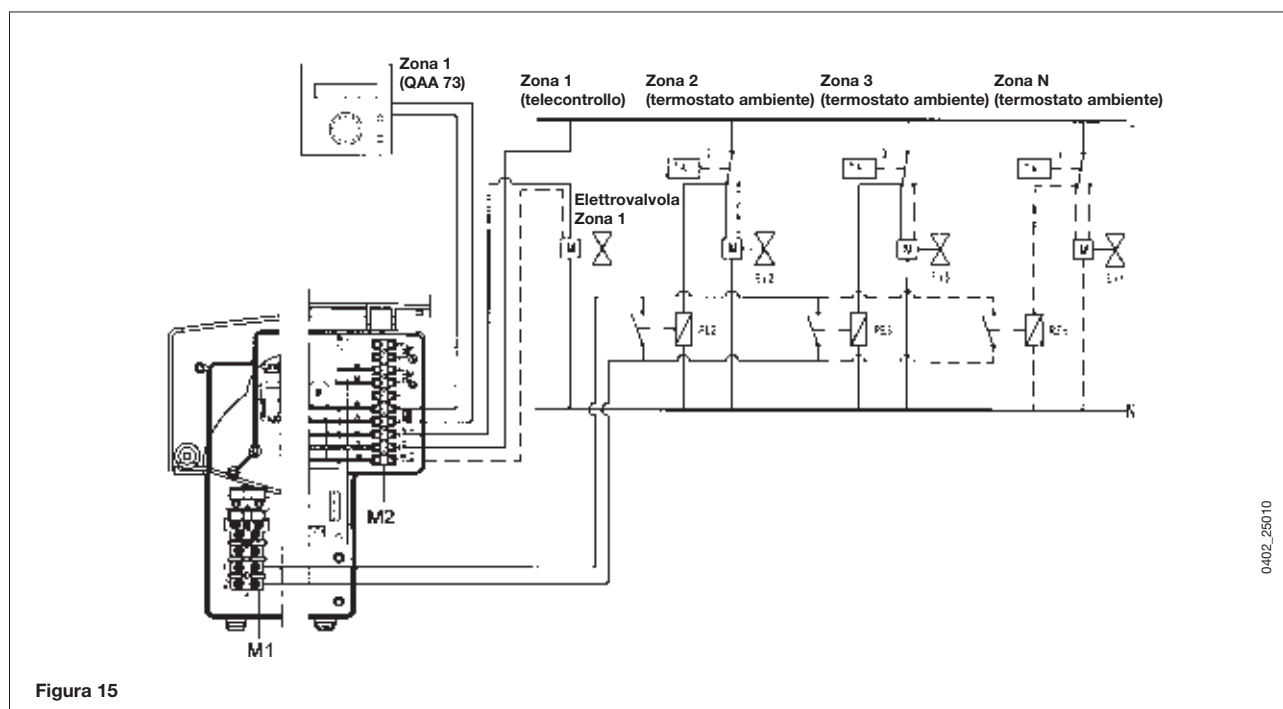 Zona 1
(QAA 73)
Zona 1
(telecontrollo)
Zona 2
(termostato ambiente)
Zona 3
(termostato ambiente)
Zona N
(termostato ambiente)
Elettrovalvola
Zona 1
M
M
M
N
M2
M1
0402_25010
Figura 15